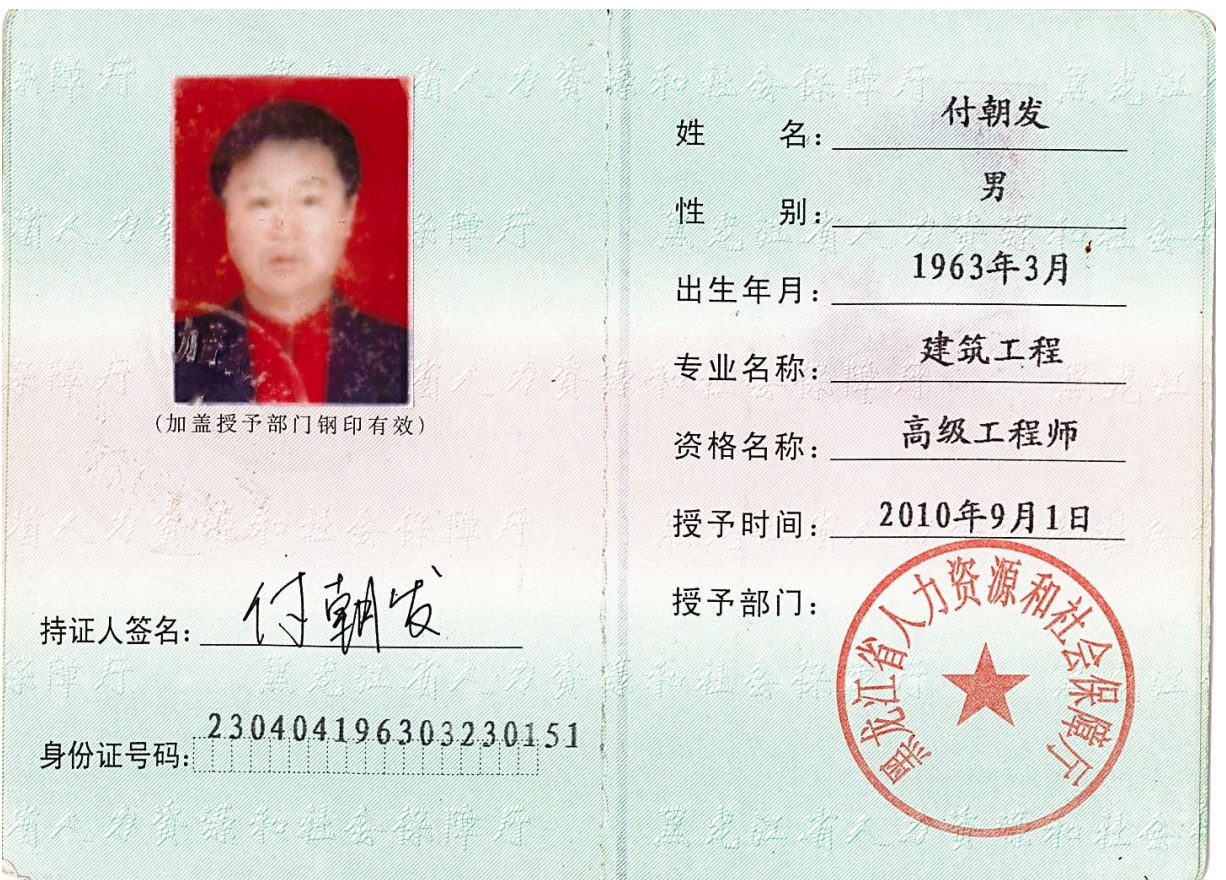 (加盖授予部门钢印有效)
持证人签名: 付朝发
身份证号码: 230404196303230151
姓 名: 付朝发
性 别: 男
出生年月: 1963年3月
专业名称: 建筑工程
资格名称: 高级工程师
授予时间: 2010年9月1日
授予部门:
黑龙江省人力资源和社会保障厅